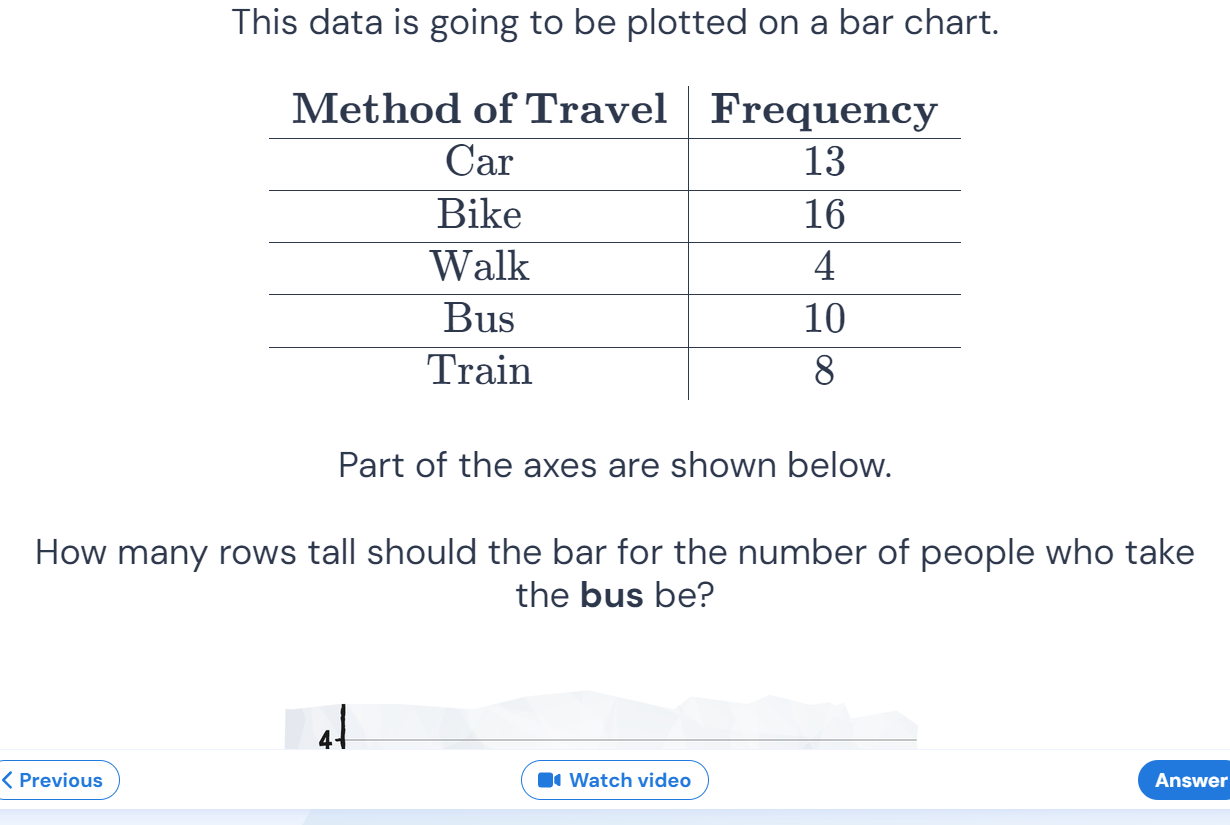 This data is going to be plotted on a bar chart.
Method of Travel Frequency
Car 13
Bike 16
Walk 4
Bus 10
Train 8
Part of the axes are shown below.
How many rows tall should the bar for the number of people who take
the bus be?
4
Previous Watch video Answer